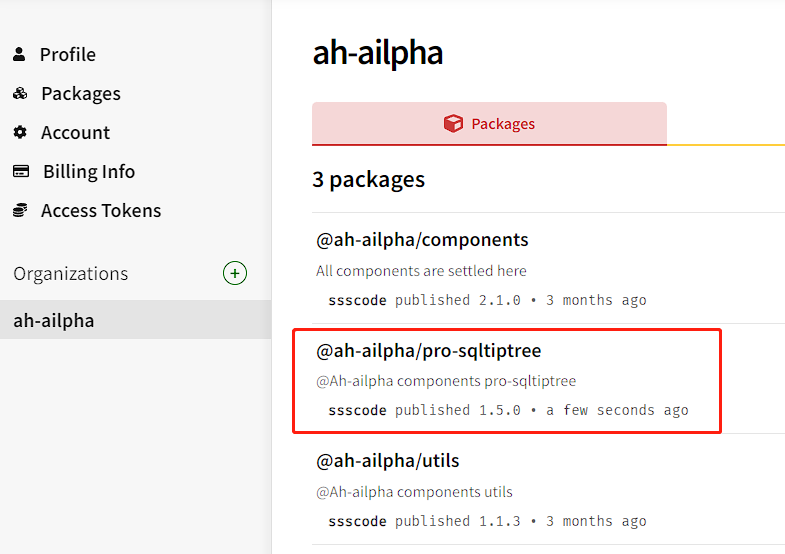 Profile
Packages
Account
Billing Info
Access Tokens
Organizations
ah-ailpha
ah-ailpha
Packages
3 packages
@ah-ailpha/components
All components are settled here
ssscode published 2.1.0 • 3 months ago
@ah-ailpha/pro-sqltiptree
@Ah-ailpha components pro-sqltiptree
ssscode published 1.5.0 • a few seconds ago
@ah-ailpha/utils
@Ah-ailpha components utils
ssscode published 1.1.3 • 3 months ago